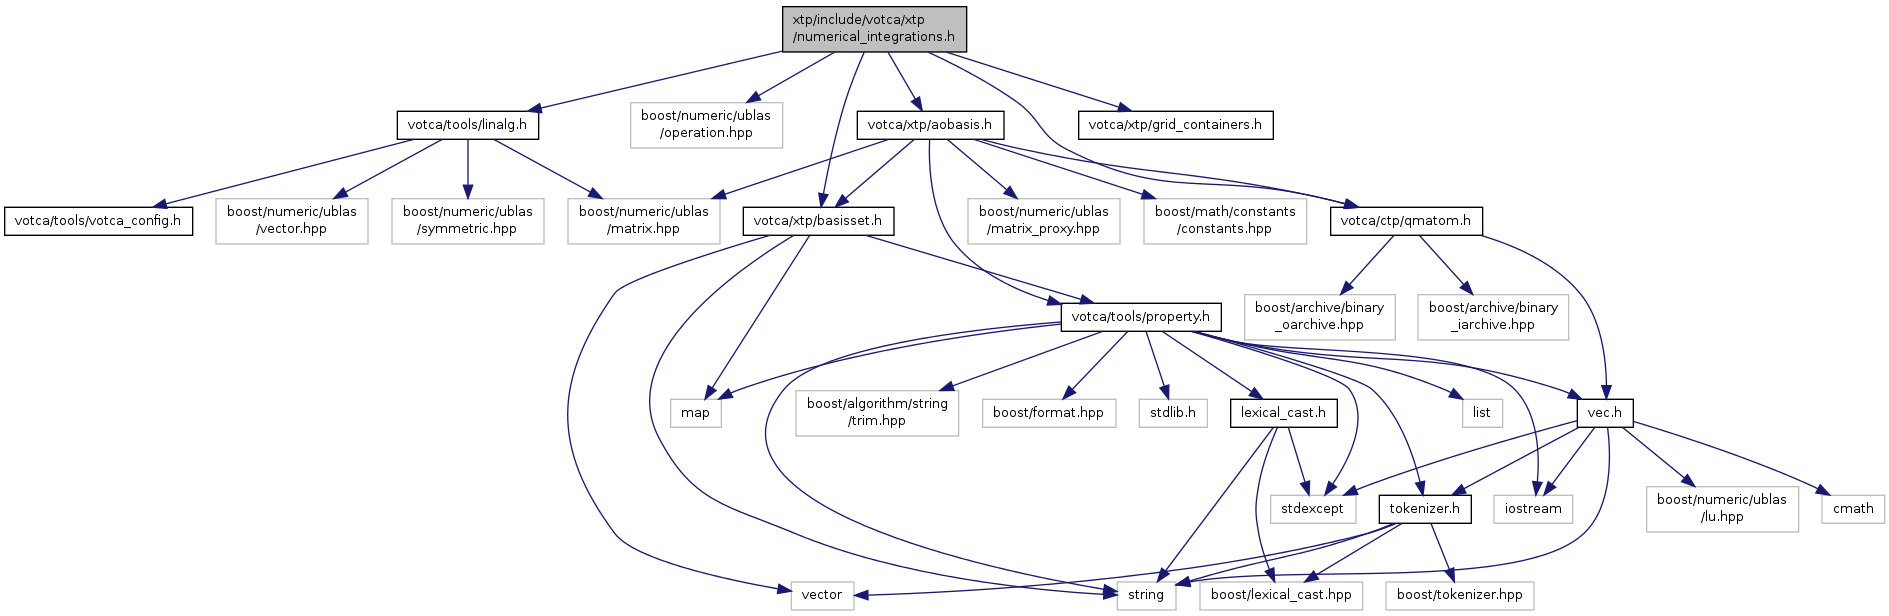 xtp/include/votca/xtp
/numerical_integrations.h
votca/tools/linalg.h
boost/numeric/ublas
/operation.hpp
votca/xtp/aobasis.h
votca/xtp/grid_containers.h
votca/tools/votca_config.h
boost/numeric/ublas
/vector.hpp
boost/numeric/ublas
/symmetric.hpp
boost/numeric/ublas
/matrix.hpp
votca/xtp/basisset.h
boost/numeric/ublas
/matrix_proxy.hpp
boost/math/constants
/constants.hpp
votca/ctp/qmatom.h
boost/archive/binary
_oarchive.hpp
boost/archive/binary
_iarchive.hpp
votca/tools/property.h
map
boost/algorithm/string
/trim.hpp
boost/format.hpp
stdlib.h
lexical_cast.h
list
vec.h
stdexcept
tokenizer.h
iostream
boost/numeric/ublas
/lu.hpp
cmath
vector
string
boost/lexical_cast.hpp
boost/tokenizer.hpp